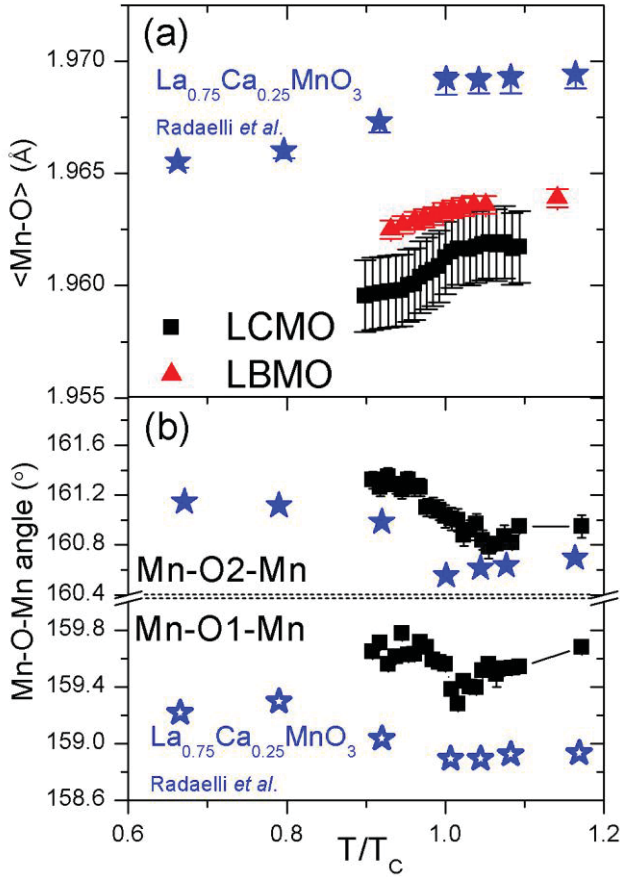 (a)
La0.75Ca0.25MnO3
Radaelli et al.
<Mn-O> (Å)
1.970
1.965
1.960
1.955
LCMO
LBMO
(b)
Mn-O-Mn angle (°)
161.6
161.2
160.8
160.4
Mn-O2-Mn
Mn-O1-Mn
159.8
159.4
159.0
158.6
La0.75Ca0.25MnO3
Radaelli et al.
0.6 0.8 1.0 1.2
T/TC